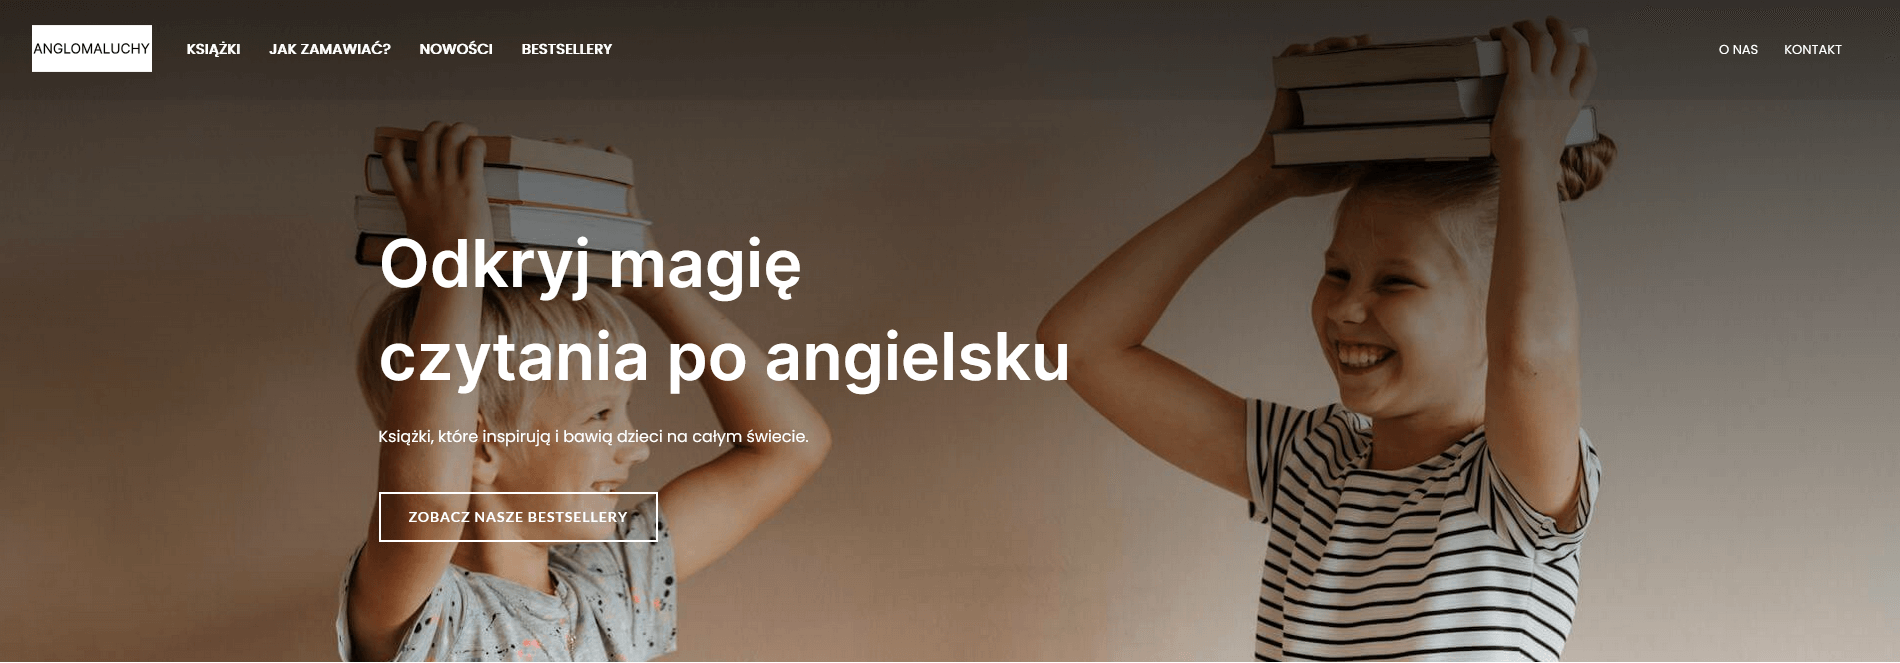 ANGLOMALUCHY
KSIĄŻKI JAK ZAMAWIAĆ? NOWOŚCI BESTSELLERY
O NAS KONTAKT
Odkryj magię
czytania po angielsku
Książki, które inspirują i bawią dzieci na całym świecie.
ZOBACZ NASZE BESTSELLERY